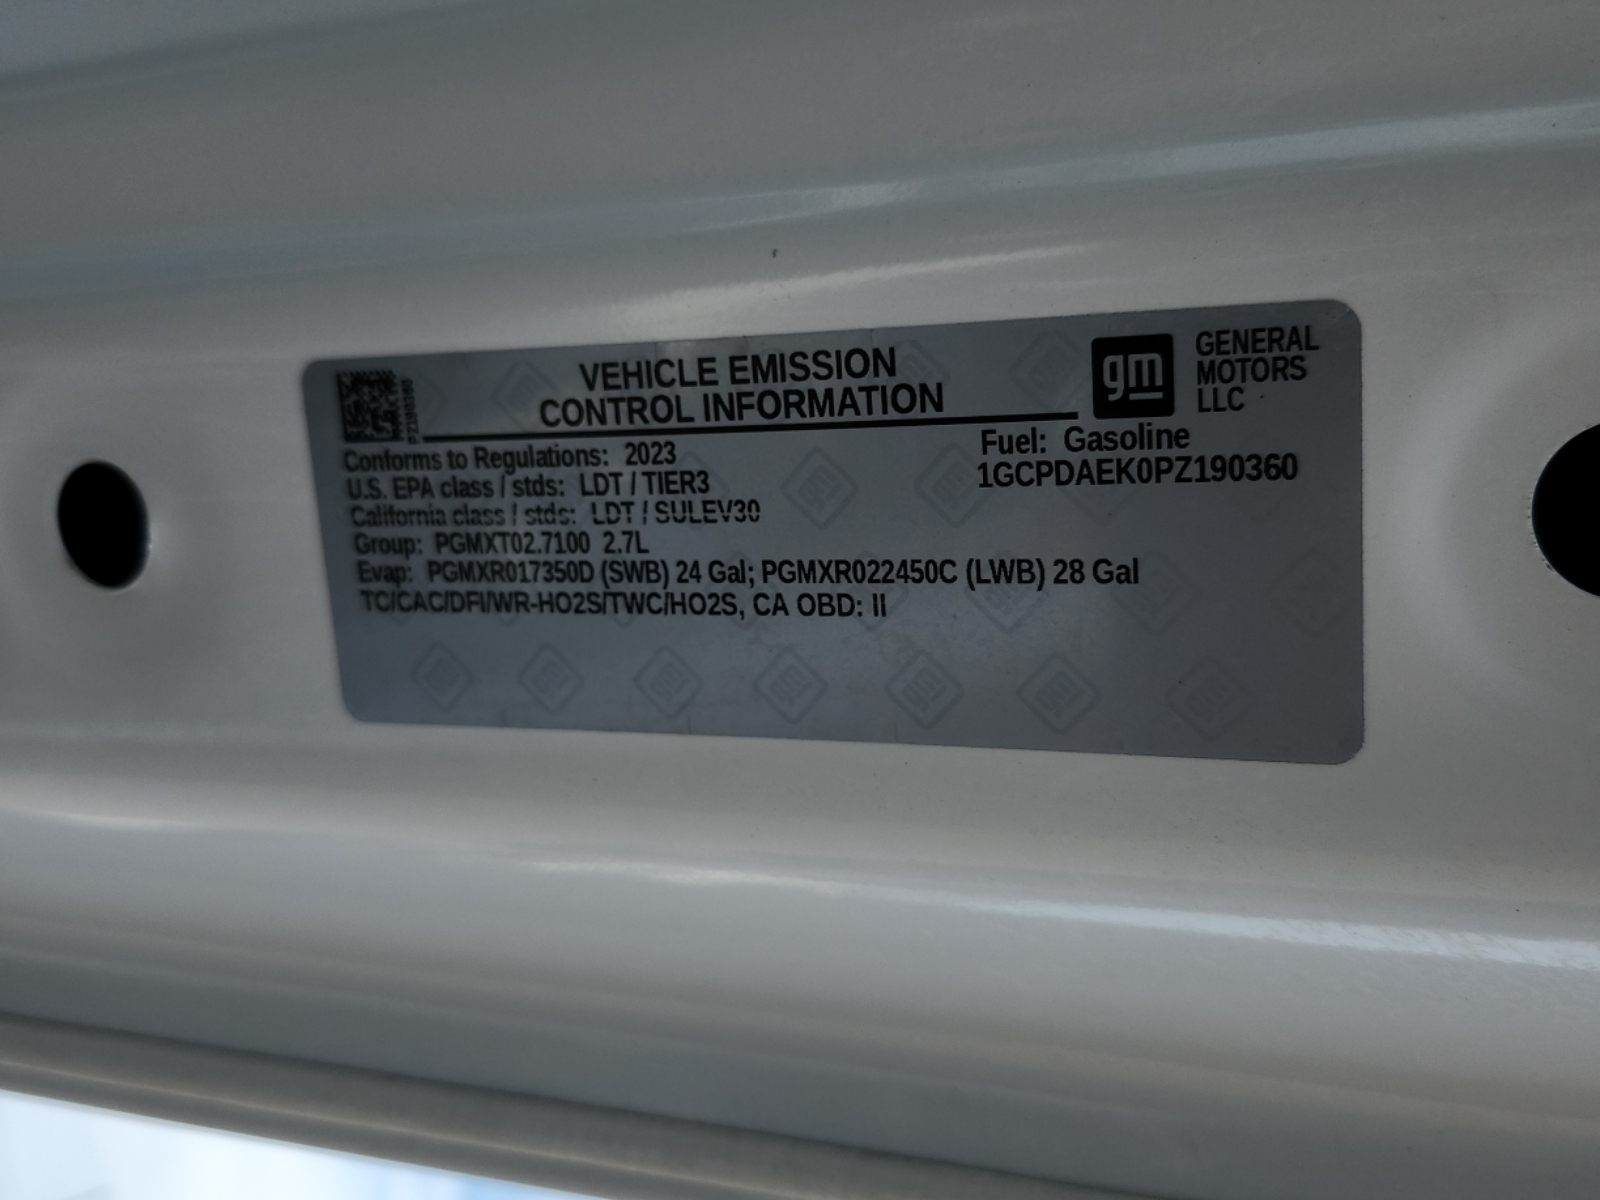 VEHICLE EMISSION
CONTROL INFORMATION
gm
GENERAL
MOTORS
LLC
PZ190360
Conforms to Regulations: 2023
U.S. EPA class / stds: LDT / TIER3
California class / stds: LDT / SULEV30
Group: PGMXT02.7100 2.7L
Evap: PGMXR017350D (SWB) 24 Gal; PGMXR022450C (LWB) 28 Gal
TC/CAC/DFI/WR-HO2S/TWC/HO2S, CA OBD: II
Fuel: Gasoline
1GCPDAEK0PZ190360